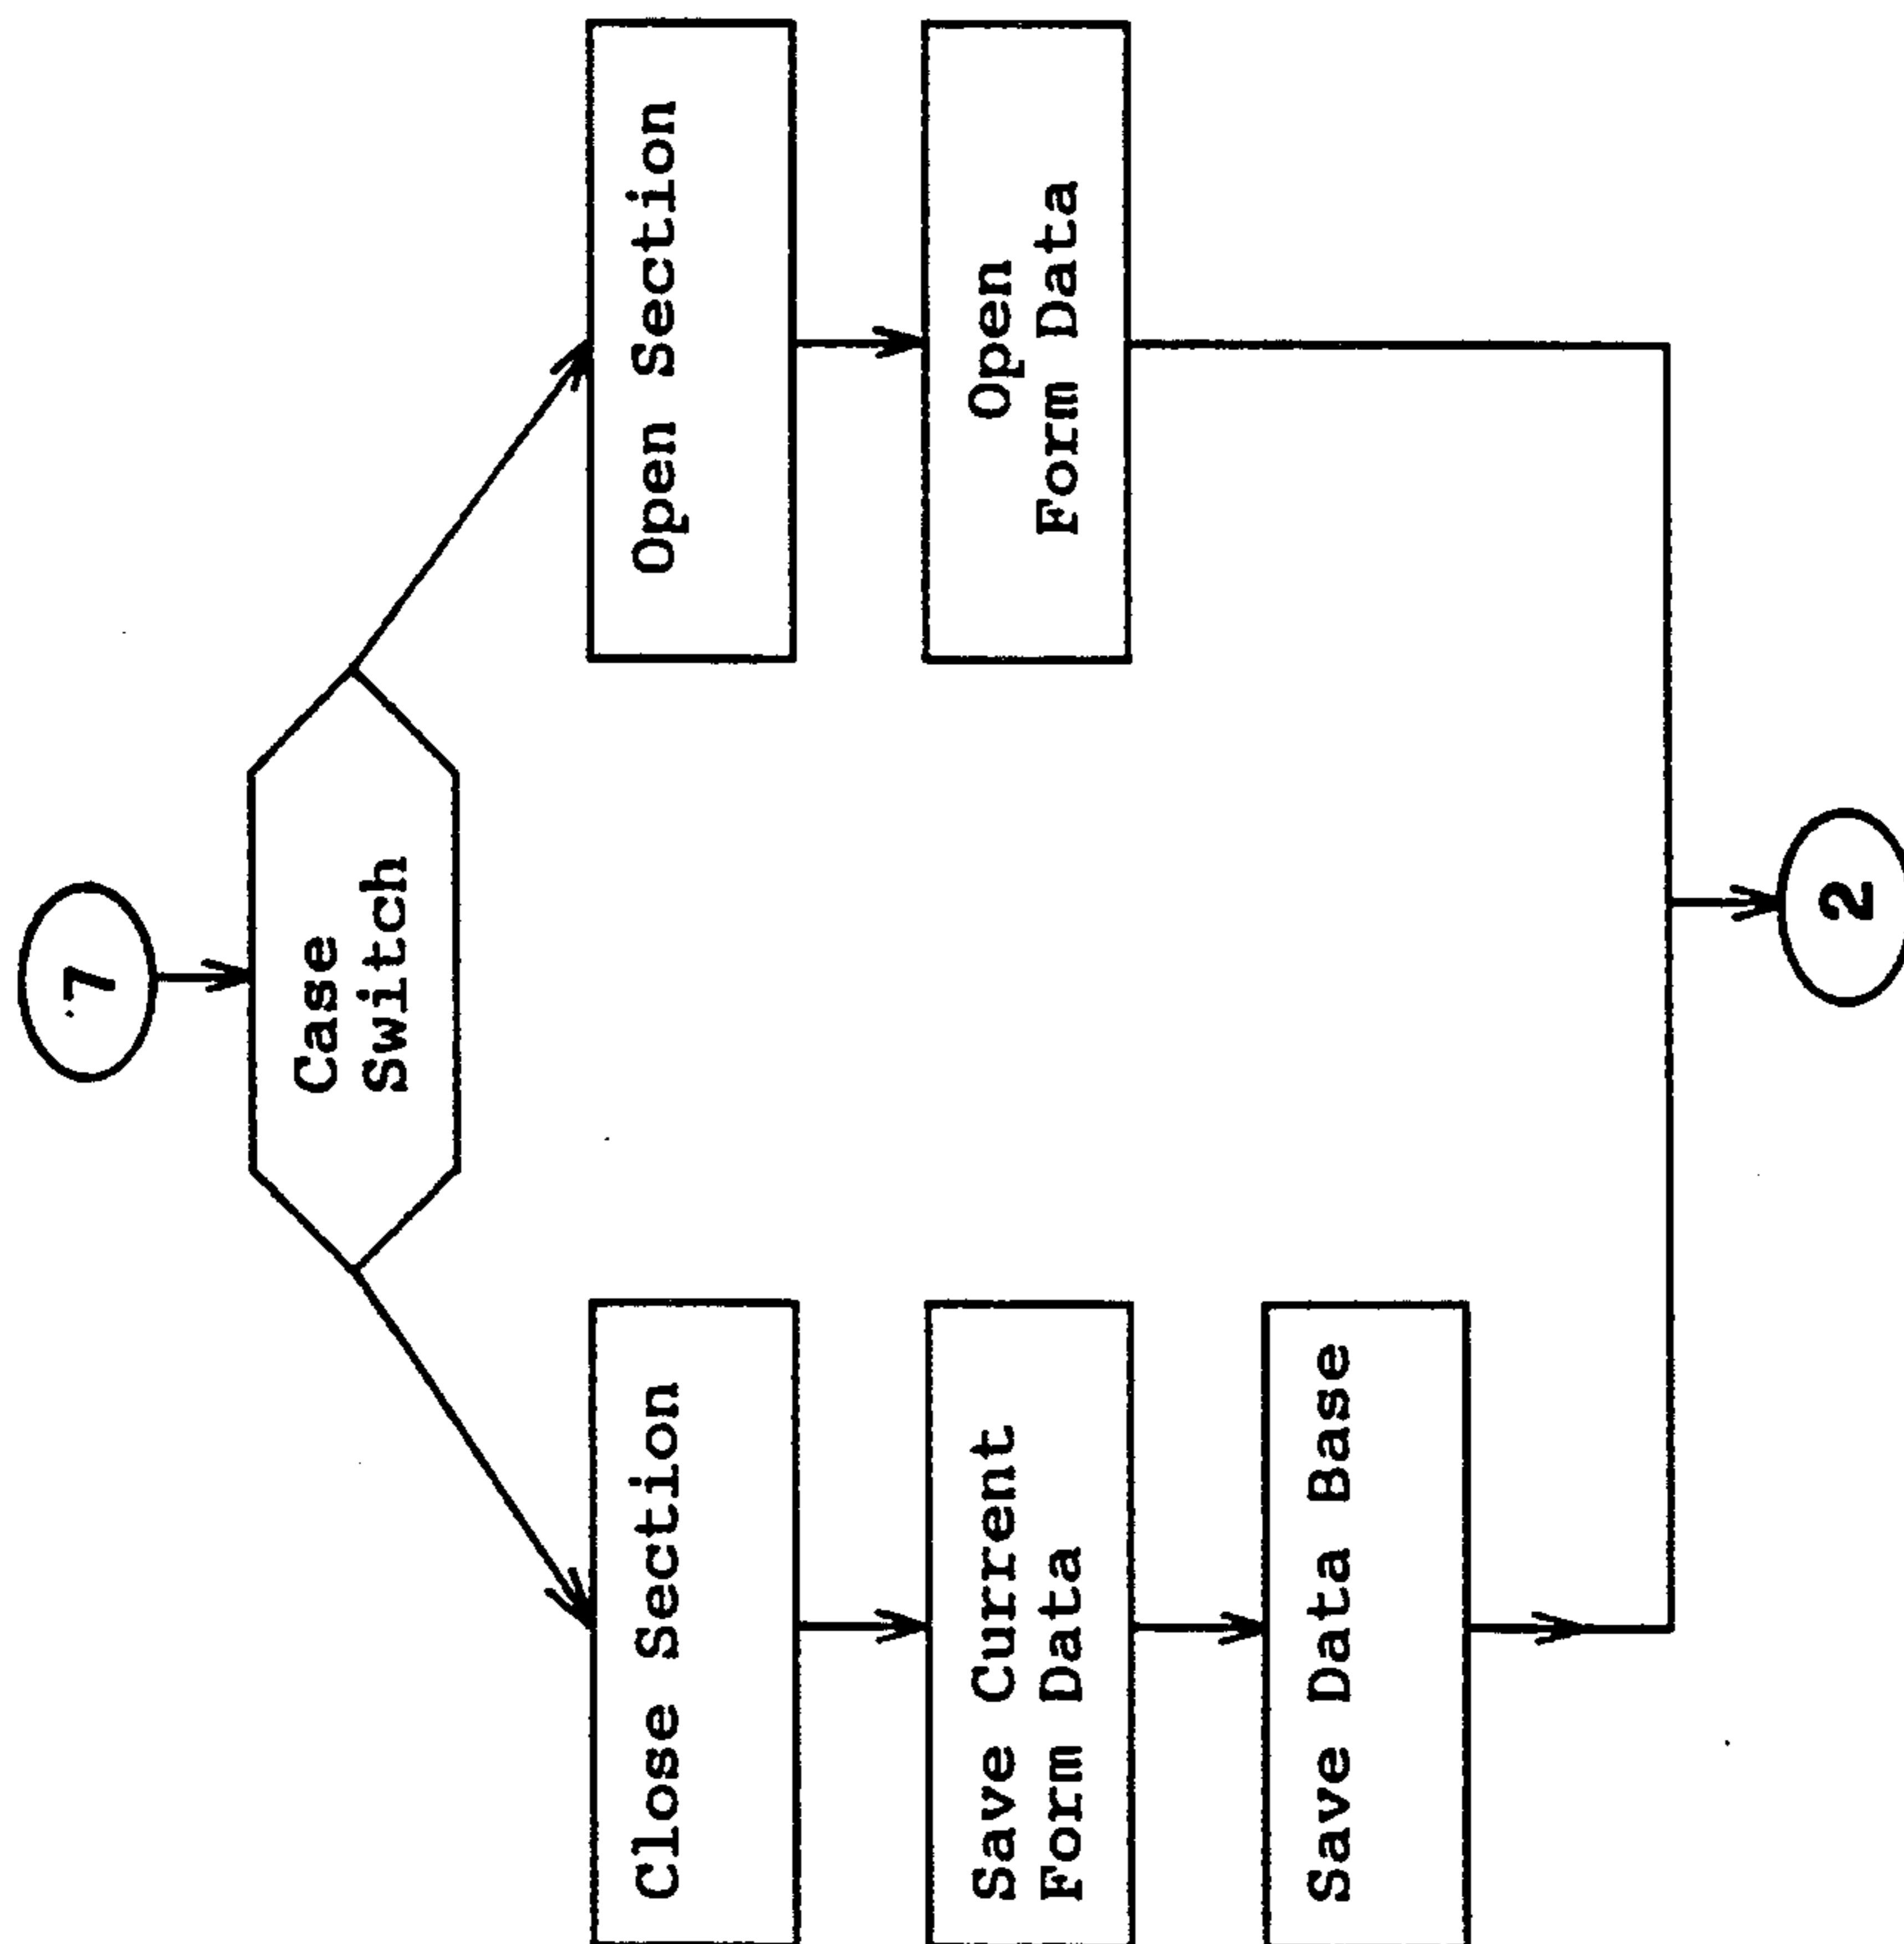 7
Case
Switch
Close Section
Save Current
Form Data
Save Data Base
Open Section
Open
Form Data
2